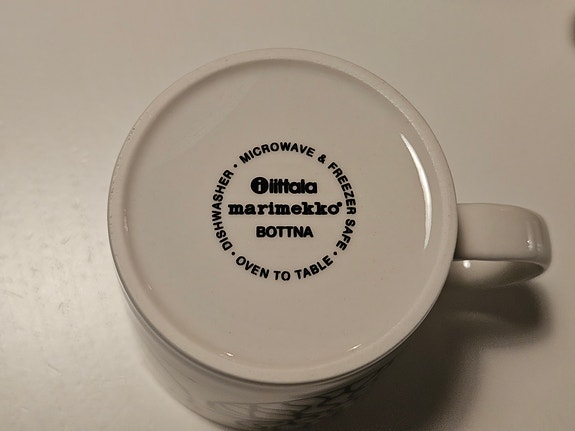 DISHWASHER • MICROWAVE & FREEZER SAFE • OVEN TO TABLE •
iittala
marimekko®
BOTTNA